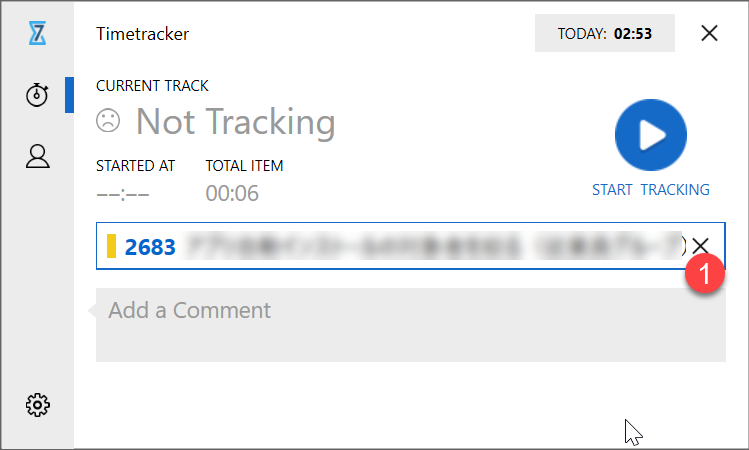 Timetracker
TODAY: 02:53
CURRENT TRACK
Not Tracking
STARTED AT
TOTAL ITEM
--:--
00:06
START TRACKING
2683
1
Add a Comment